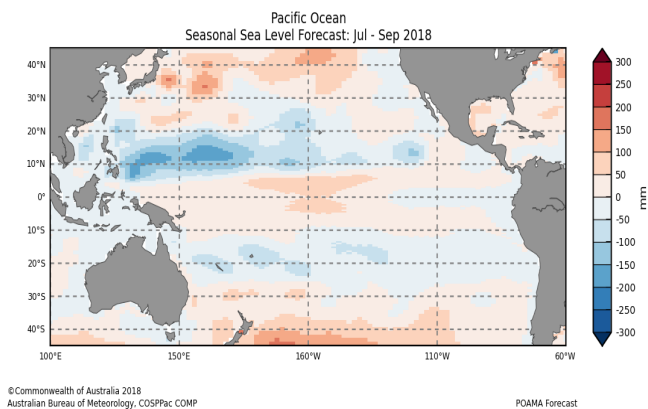 Pacific Ocean
Seasonal Sea Level Forecast: Jul - Sep 2018
40°N
30°N
20°N
10°N
0°
10°S
20°S
30°S
40°S
100°E
150°E
160°W
110°W
60°W
300
250
200
150
100
50
0
-50
-100
-150
-200
-250
-300
mm
©Commonwealth of Australia 2018
Australian Bureau of Meteorology, COSPPac COMP
POAMA Forecast